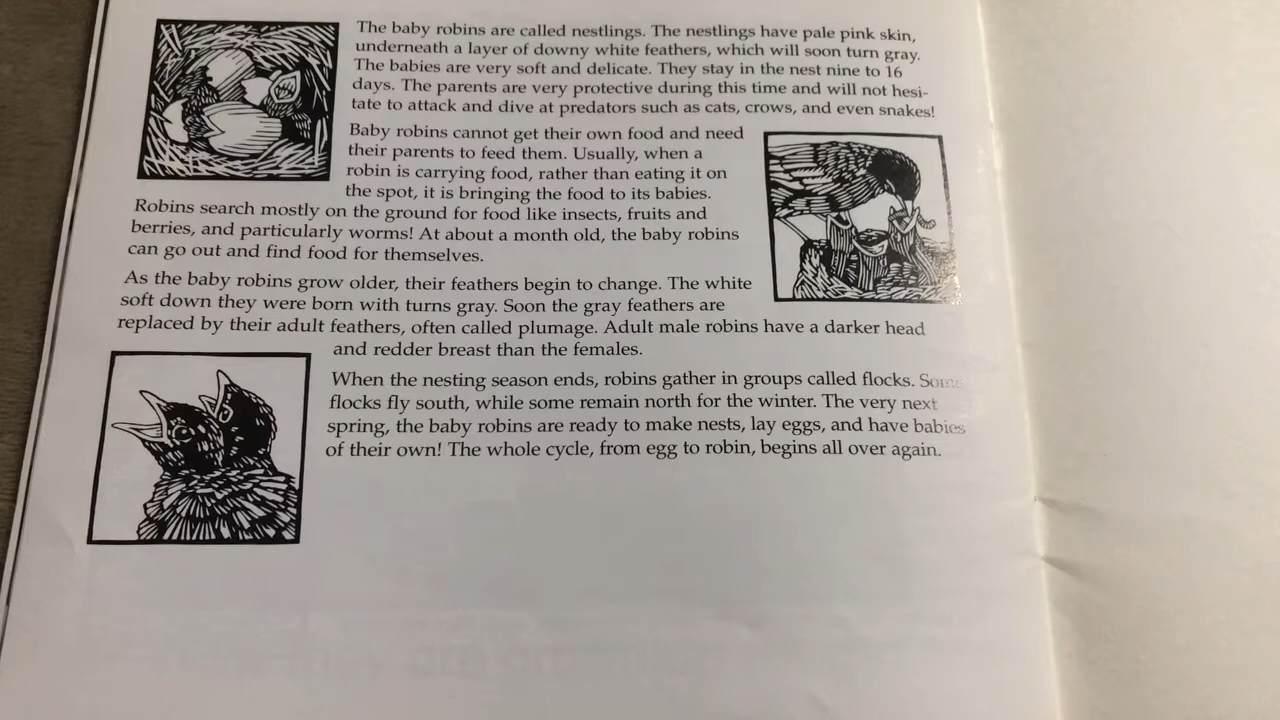 The baby robins are called nestlings. The nestlings have pale pink skin,
underneath a layer of downy white feathers, which will soon turn gray.
The babies are very soft and delicate. They stay in the nest nine to 16
days. The parents are very protective during this time and will not hesi-
tate to attack and dive at predators such as cats, crows, and even snakes!
Baby robins cannot get their own food and need
their parents to feed them. Usually, when a
robin is carrying food, rather than eating it on
the spot, it is bringing the food to its babies.
Robins search mostly on the ground for food like insects, fruits and
berries, and particularly worms! At about a month old, the baby robins
can go out and find food for themselves.
As the baby robins grow older, their feathers begin to change. The white
soft down they were born with turns gray. Soon the gray feathers are
replaced by their adult feathers, often called plumage. Adult male robins have a darker head
and redder breast than the females.
When the nesting season ends, robins gather in groups called flocks. Some
flocks fly south, while some remain north for the winter. The very next
spring, the baby robins are ready to make nests, lay eggs, and have babies
of their own! The whole cycle, from egg to robin, begins all over again.